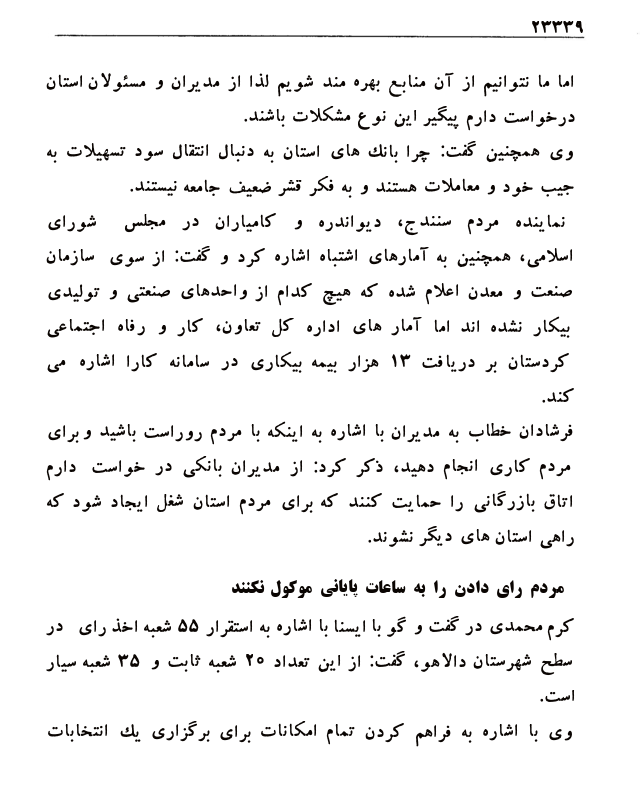 ۲۳۳۳۹
اما ما نتوانیم از آن منابع بهره مند شویم لذا از مدیران و مسئولان استان
درخواست دارم پیگیر این نوع مشکلات باشند.
وی همچنین گفت: چرا بانك های استان به دنبال انتقال سود تسهیلات به
جیب خود و معاملات هستند و به فکر قشر ضعیف جامعه نیستند.
نماینده مردم سنندج، دیواندره و کامیاران در مجلس شورای
اسلامی، همچنین به آمارهای اشتباه اشاره کرد و گفت: از سوی سازمان
صنعت و معدن اعلام شده که هیچ کدام از واحدهای صنعتی و تولیدی
بیکار نشده اند اما آمار های اداره کل تعاون، کار و رفاه اجتماعی
کردستان بر دریافت ۱۳ هزار بیمه بیکاری در سامانه کارا اشاره می
کند.
فرشادان خطاب به مدیران با اشاره به اینکه با مردم روراست باشید و برای
مردم کاری انجام دهید، ذکر کرد: از مدیران بانکی در خواست دارم
اتاق بازرگانی را حمایت کنند که برای مردم استان شغل ایجاد شود که
راهی استان های دیگر نشوند.
مردم رای دادن را به ساعات پایانی موکول نکنند
کرم محمدی در گفت و گو با ایسنا با اشاره به استقرار ۵۵ شعبه اخذ رای در
سطح شهرستان دالاهو، گفت: از این تعداد ۲۰ شعبه ثابت و ۳۵ شعبه سیار
است.
وی با اشاره به فراهم کردن تمام امکانات برای برگزاری یك انتخابات